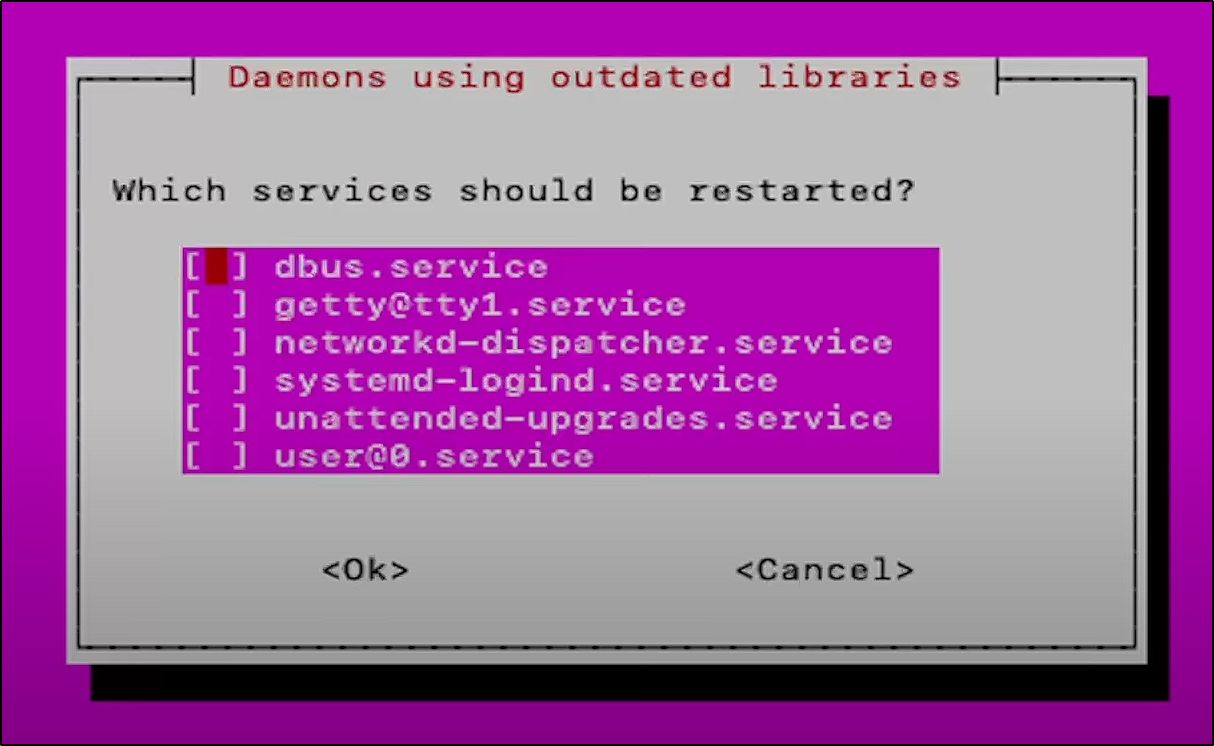 Daemons using outdated libraries
Which services should be restarted?
[ ] dbus.service
[ ] getty@tty1.service
[ ] networkd-dispatcher.service
[ ] systemd-logind.service
[ ] unattended-upgrades.service
[ ] user@0.service
<Ok> <Cancel>